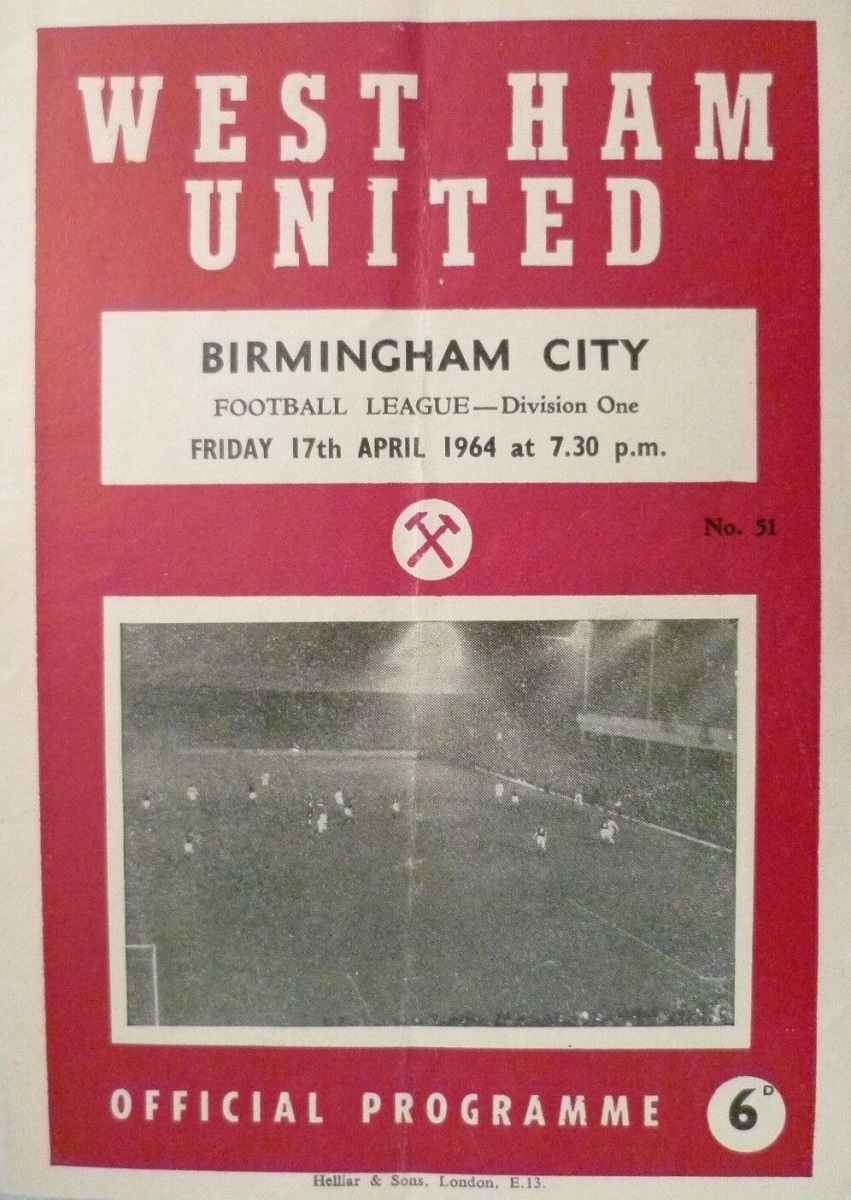 WEST HAM
UNITED
BIRMINGHAM CITY
FOOTBALL LEAGUE—Division One
FRIDAY 17th APRIL 1964 at 7.30 p.m.
No. 51
OFFICIAL PROGRAMME
6D
Helliar & Sons, London, E.13.